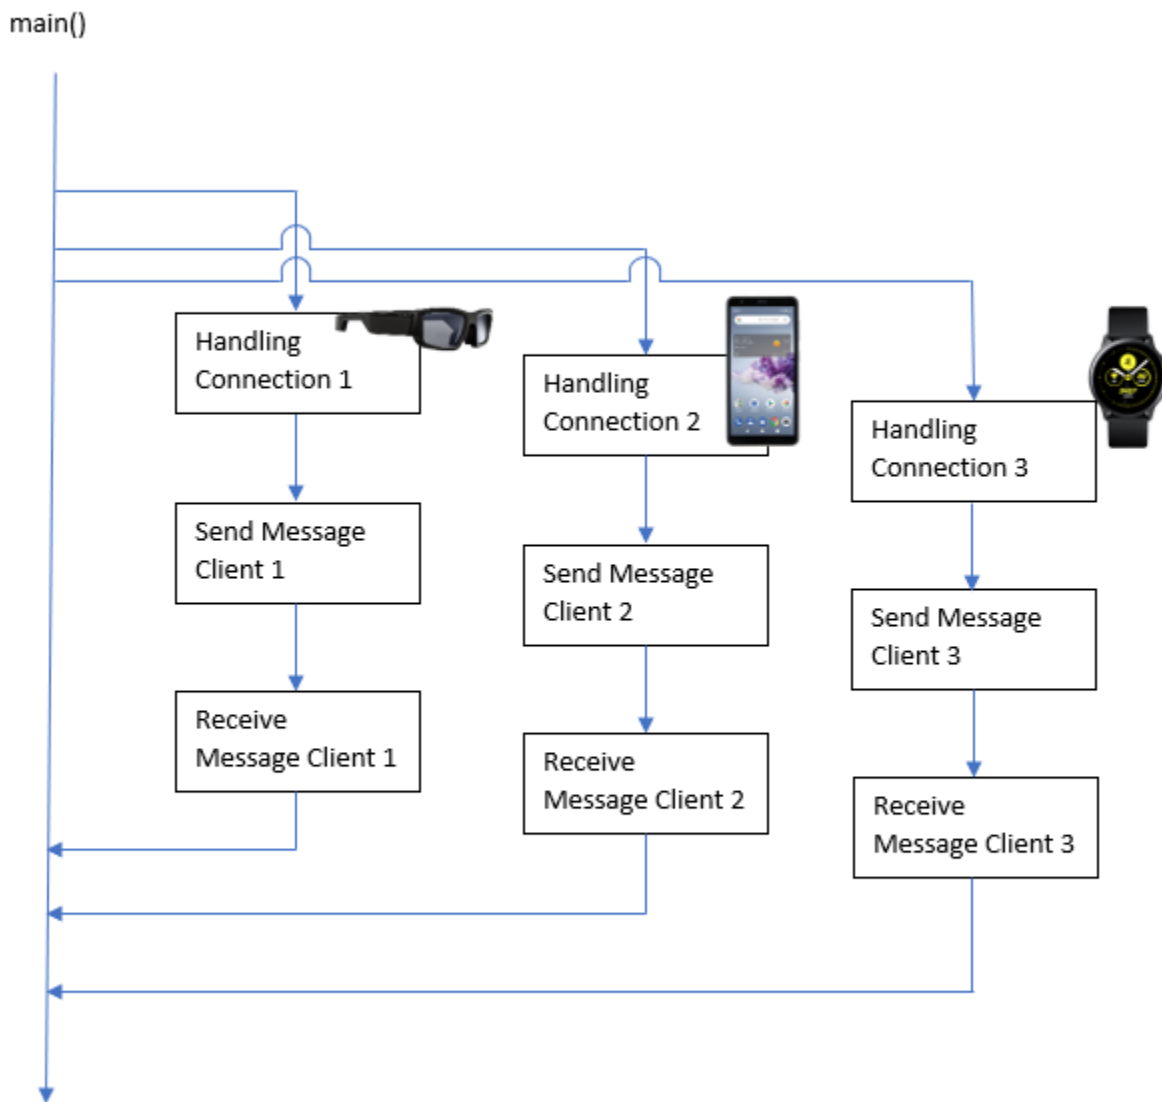 main()
Handling
Connection 1
Handling
Connection 2
Handling
Connection 3
Send Message
Client 1
Send Message
Client 2
Send Message
Client 3
Receive
Message Client 1
Receive
Message Client 2
Receive
Message Client 3